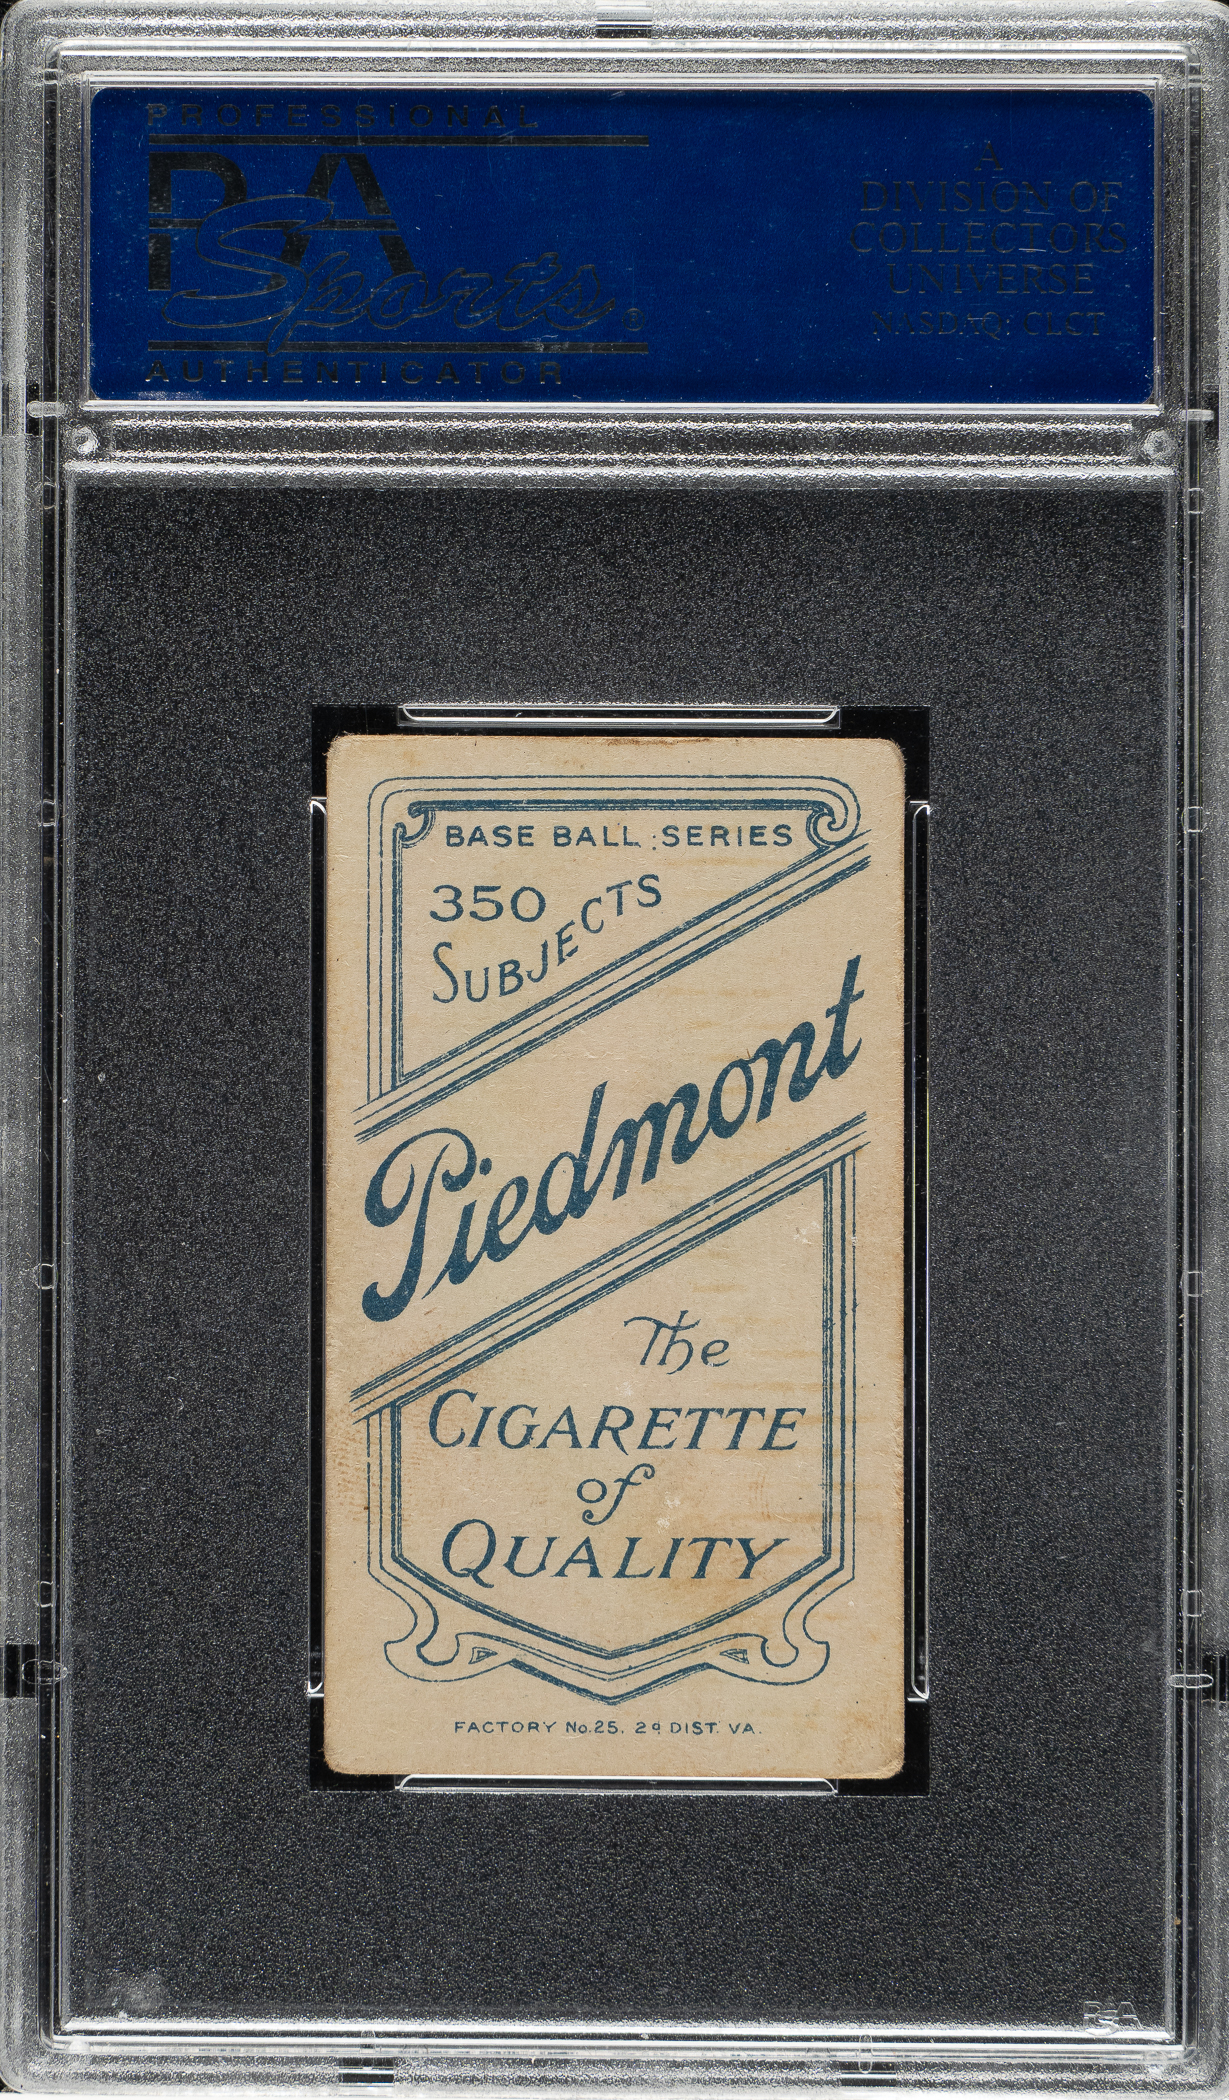 PROFESSIONAL
PSA
Sports ®
AUTHENTICATOR
A
DIVISION OF
COLLECTORS
UNIVERSE
NASDAQ: CLCT
BASE BALL SERIES
350
SUBJECTS
Piedmont
The
CIGARETTE
of
QUALITY
FACTORY No. 25, 2d DIST. VA.
PSA